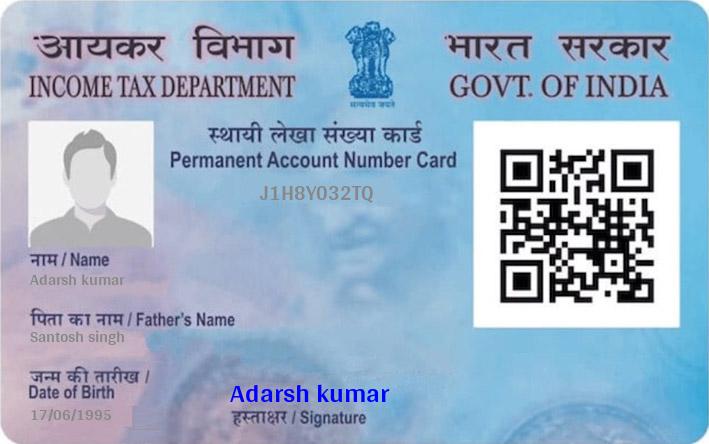 आयकर विभाग
INCOME TAX DEPARTMENT
सत्यमेव जयते
भारत सरकार
GOVT. OF INDIA
स्थायी लेखा संख्या कार्ड
Permanent Account Number Card
J1H8Y032TQ
नाम / Name
Adarsh kumar
पिता का नाम / Father's Name
Santosh singh
जन्म की तारीख /
Date of Birth
17/06/1995
Adarsh kumar
हस्ताक्षर / Signature